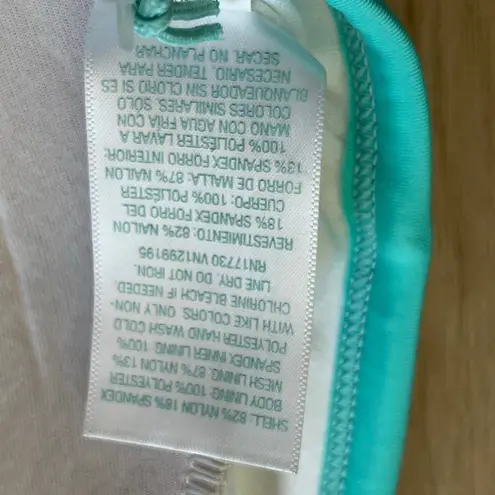 SHELL: 82% NYLON 18% SPANDEX
BODY LINING: 100% POLYESTER
MESH LINING: 87% NYLON 13%
SPANDEX INNER LINING: 100%
POLYESTER HAND WASH COLD
WITH LIKE COLORS. ONLY NON-
CHLORINE BLEACH IF NEEDED.
LINE DRY. DO NOT IRON.
RN17730 VN1299195
REVESTIMIENTO: 82% NAILON
18% SPANDEX FORRO DEL
CUERPO: 100% POLIÉSTER
FORRO DE MALLA: 87% NAILON
13% SPANDEX FORRO INTERIOR:
100% POLIÉSTER LAVAR A
MANO CON AGUA FRIA CON
COLORES SIMILARES. SOLO
BLANQUEADOR SIN CLORO SI ES
NECESARIO. TENDER PARA
SECAR. NO PLANCHAR